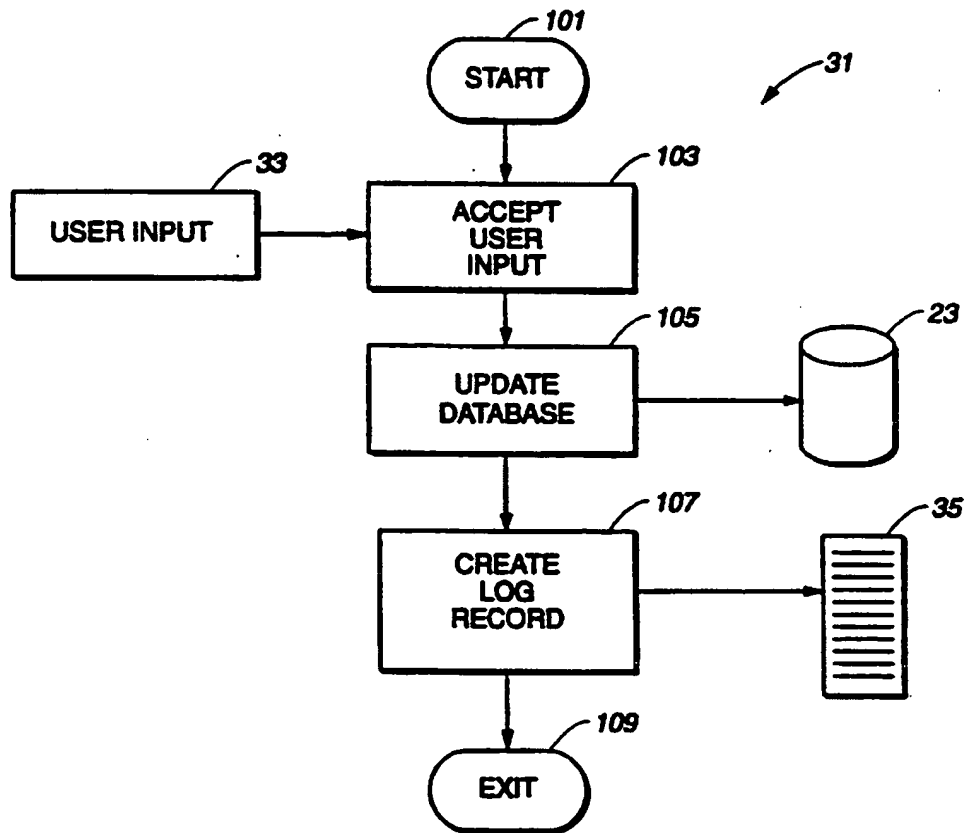 101
START
31
33
103
USER INPUT
ACCEPT
USER
INPUT
105
23
UPDATE
DATABASE
107
35
CREATE
LOG
RECORD
109
EXIT